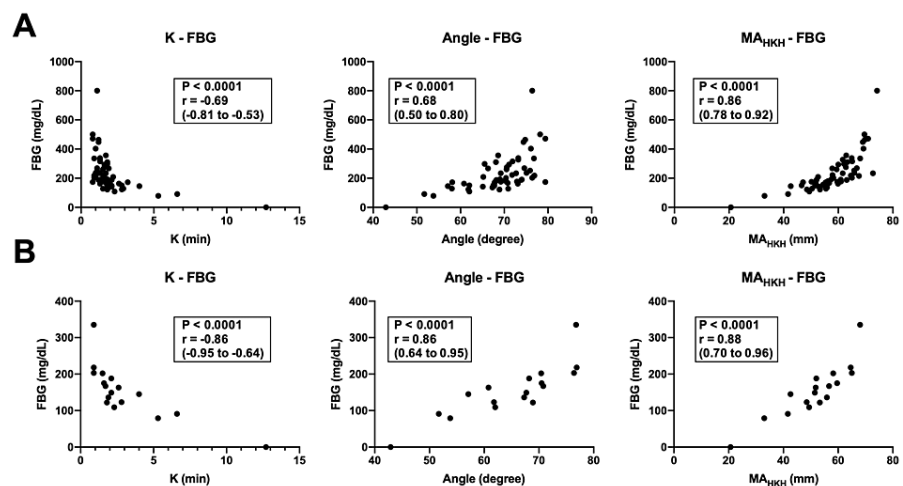 A
K - FBG
1000
800
600
400
200
0
FBG (mg/dL)
P < 0.0001
r = -0.69
(-0.81 to -0.53)
0 5 10 15
K (min)
Angle - FBG
1000
800
600
400
200
0
FBG (mg/dL)
P < 0.0001
r = 0.68
(0.50 to 0.80)
40 50 60 70 80 90
Angle (degree)
MAHKH - FBG
1000
800
600
400
200
0
FBG (mg/dL)
P < 0.0001
r = 0.86
(0.78 to 0.92)
0 20 40 60 80
MAHKH (mm)
B
K - FBG
400
300
200
100
0
FBG (mg/dL)
P < 0.0001
r = -0.86
(-0.95 to -0.64)
0 5 10 15
K (min)
Angle - FBG
400
300
200
100
0
FBG (mg/dL)
P < 0.0001
r = 0.86
(0.64 to 0.95)
40 50 60 70 80
Angle (degree)
MAHKH - FBG
400
300
200
100
0
FBG (mg/dL)
P < 0.0001
r = 0.88
(0.70 to 0.96)
0 20 40 60 80
MAHKH (mm)